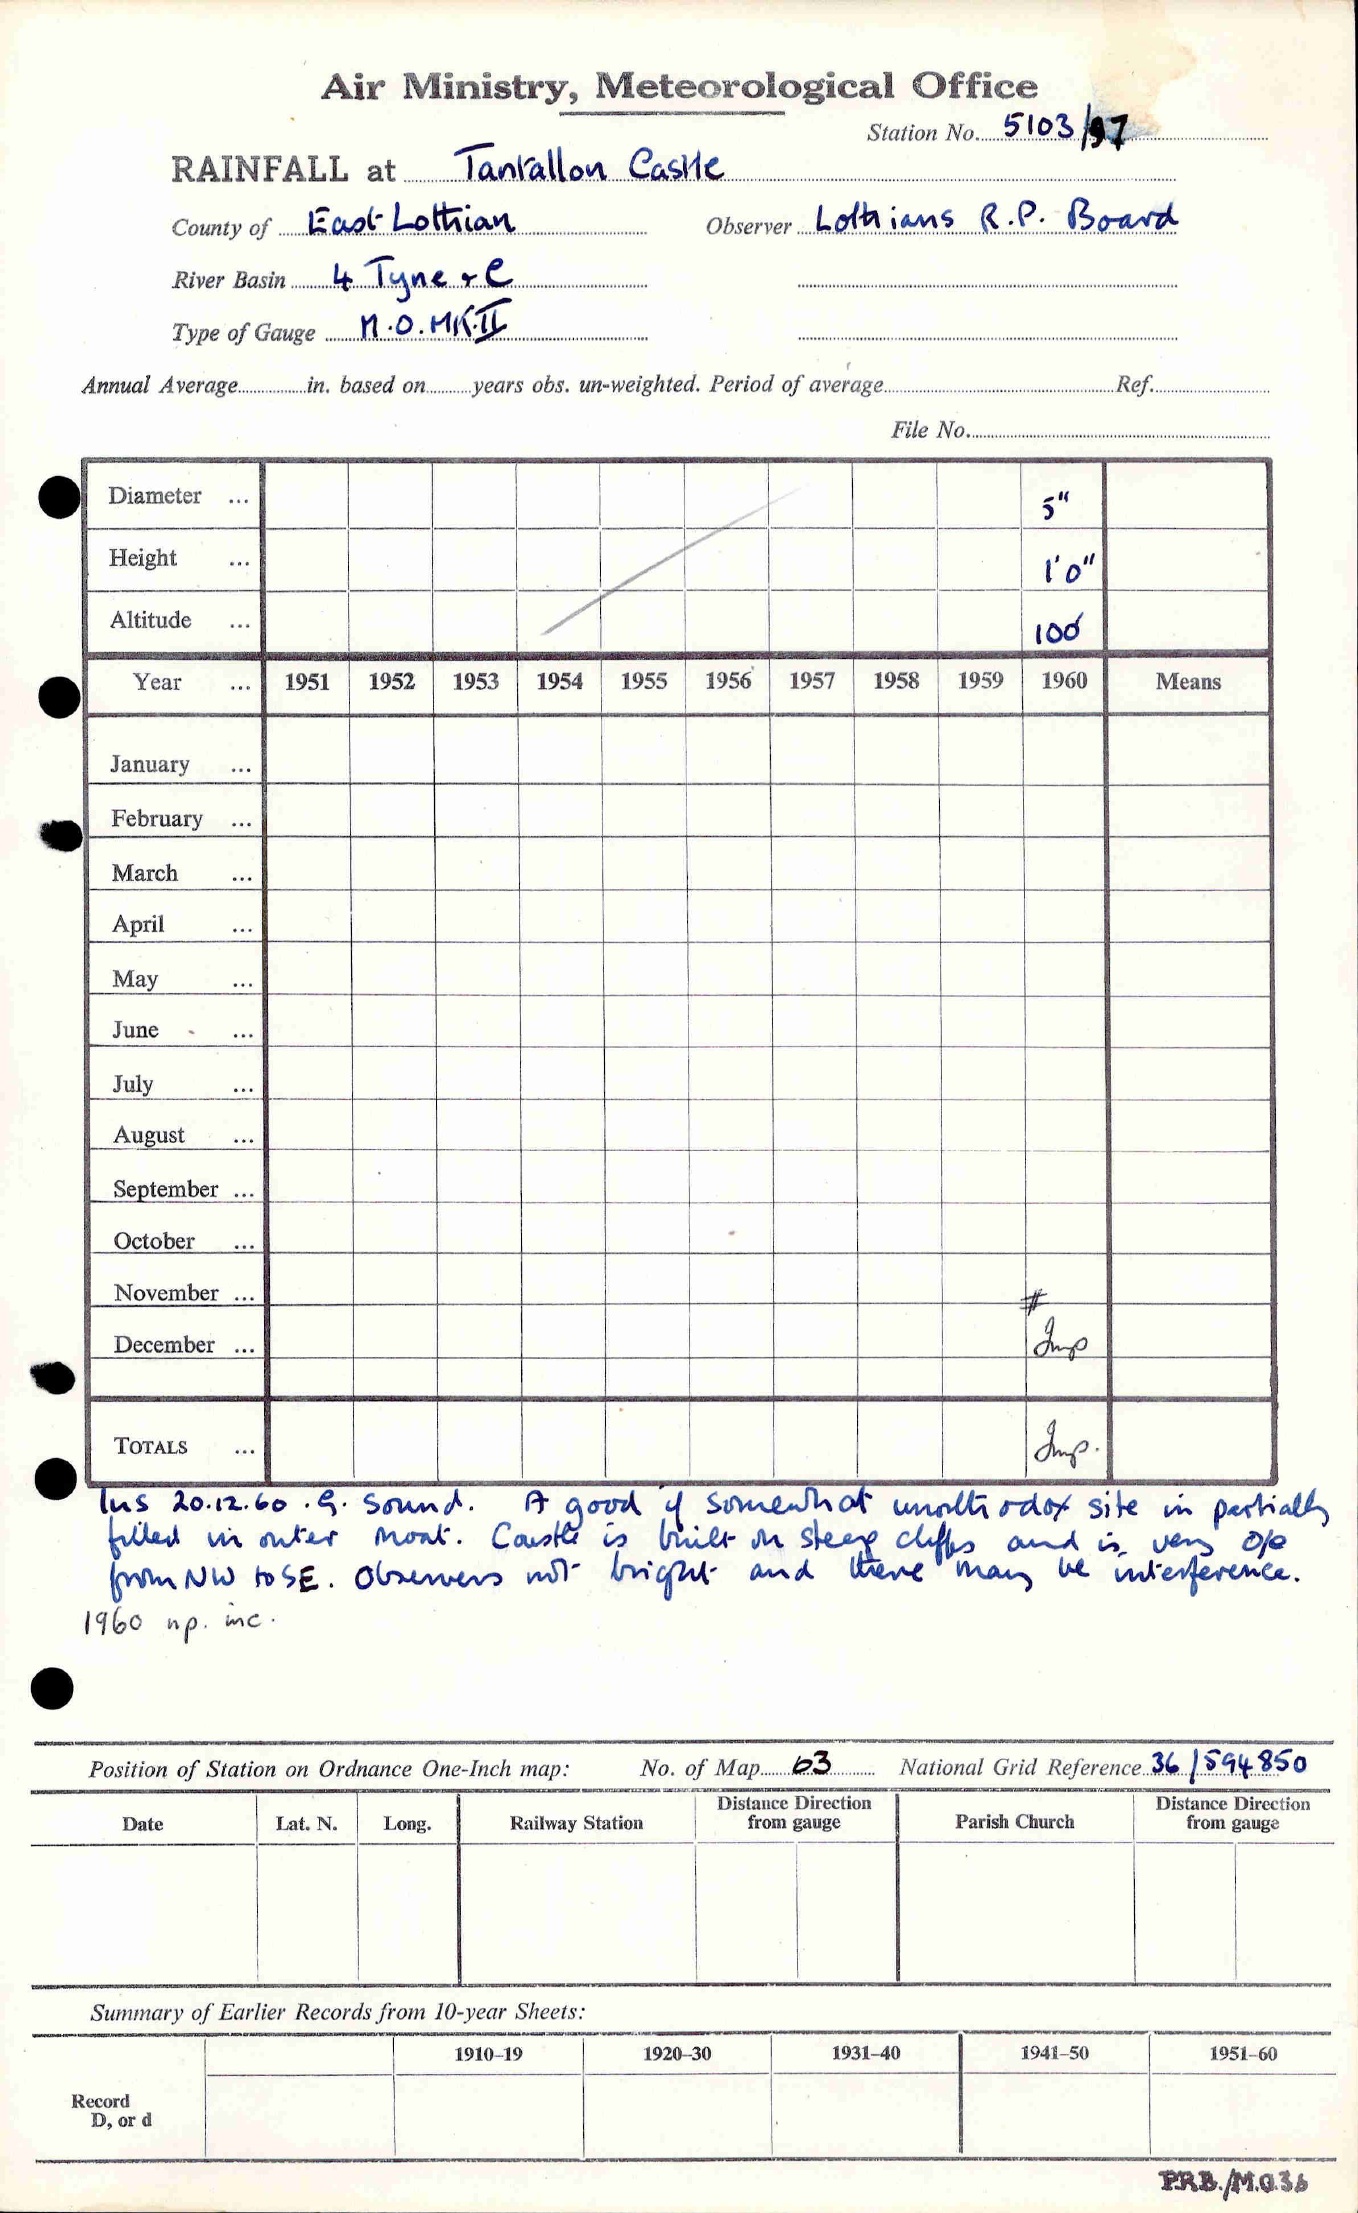 Air Ministry, Meteorological Office
Station No. 5103/97
RAINFALL at Tantallon Castle
County of East Lothian Observer Lothians R.P. Board
River Basin 4 Tyne + C
Type of Gauge M.O. MK.II
Annual Average in. based on years obs. un-weighted. Period of average Ref.
File No.
Diameter ... 5"
Height ... 1'0"
Altitude ... 100'
Year ... 1951 1952 1953 1954 1955 1956 1957 1958 1959 1960 Means
January ...
February ...
March ...
April ...
May ...
June ...
July ...
August ...
September ...
October ...
November ... #
December ... Imp
TOTALS ... Imp.
Ins 20.12.60. G. Sound. A good if somewhat unorthodox site in partially
filled in outer moat. Castle is built on steep cliffs and is very o/e
from NW to SE. Observers not bright and there may be interference.
1960 np. inc.
Position of Station on Ordnance One-Inch map: No. of Map 63 National Grid Reference 36/594850
Date Lat. N. Long. Railway Station Distance Direction from gauge Parish Church Distance Direction from gauge
Summary of Earlier Records from 10-year Sheets:
1910–19 1920–30 1931–40 1941–50 1951–60
Record
D, or d
P.R.B./M.O.36